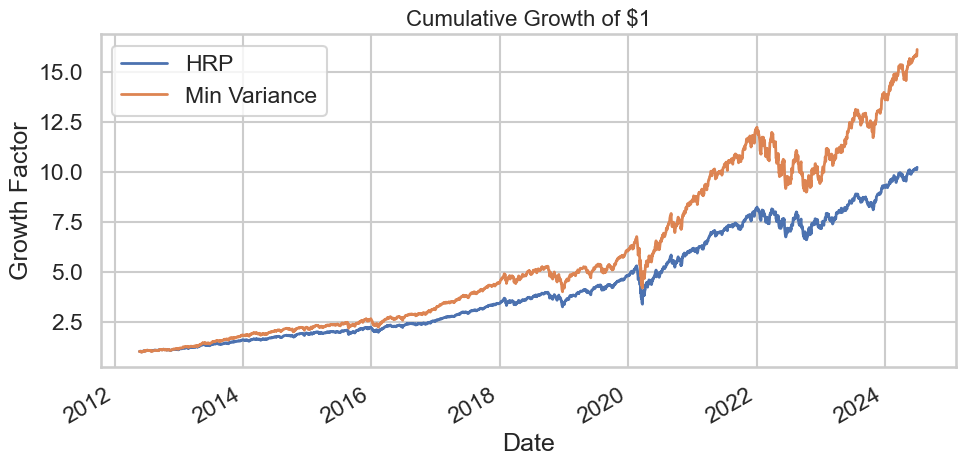 Cumulative Growth of $1
HRP
Min Variance
Growth Factor
15.0
12.5
10.0
7.5
5.0
2.5
2012
2014
2016
2018
2020
2022
2024
Date